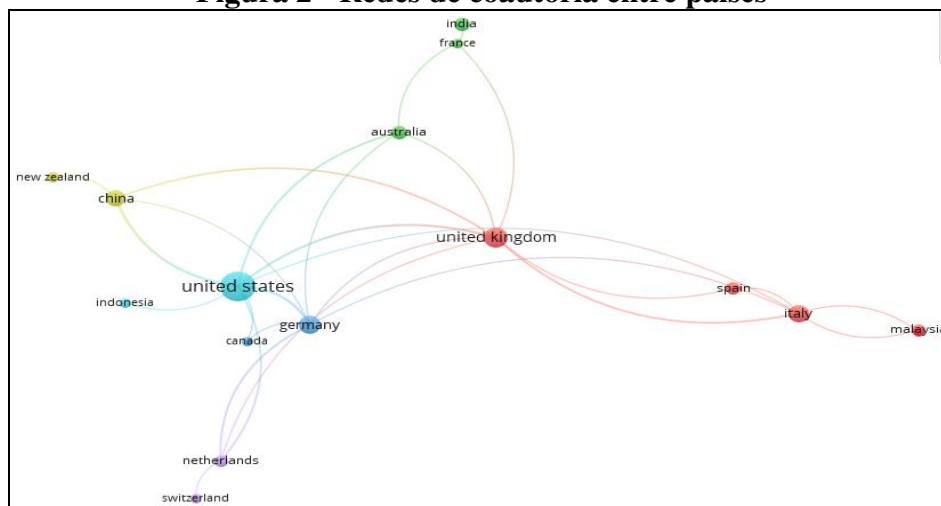 Figura 2 - Redes de coautoria entre países
india
france
australia
new zealand
china
united kingdom
united states
spain
indonesia
italy
germany
malaysia
canada
netherlands
switzerland